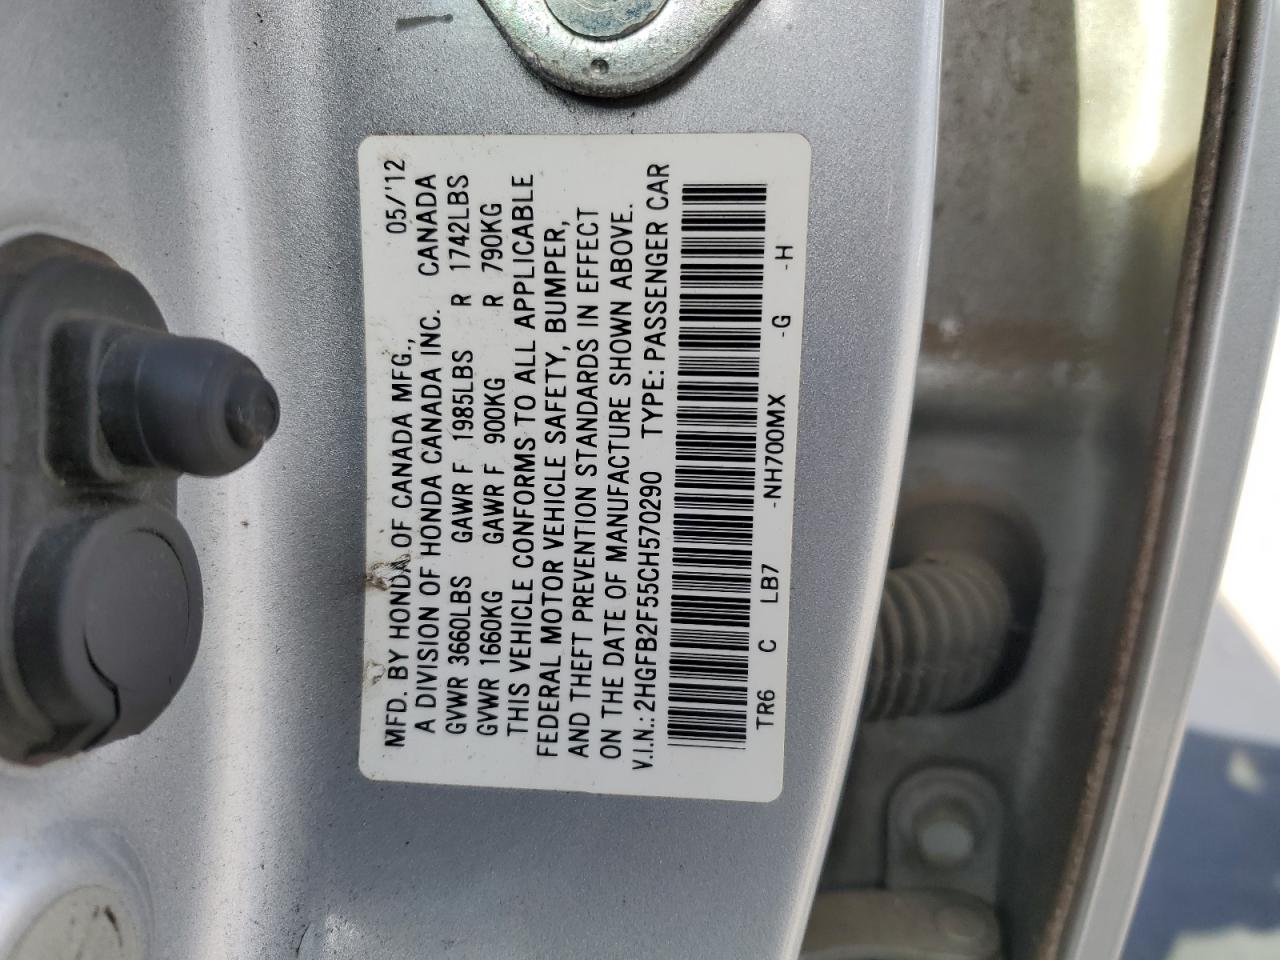 MFD. BY HONDA OF CANADA MFG., 05/'12
A DIVISION OF HONDA CANADA INC. CANADA
GVWR 3660LBS GAWR F 1985LBS R 1742LBS
GVWR 1660KG GAWR F 900KG R 790KG
THIS VEHICLE CONFORMS TO ALL APPLICABLE
FEDERAL MOTOR VEHICLE SAFETY, BUMPER,
AND THEFT PREVENTION STANDARDS IN EFFECT
ON THE DATE OF MANUFACTURE SHOWN ABOVE.
V.I.N.: 2HGFB2F55CH570290 TYPE: PASSENGER CAR
TR6 C LB7 -NH700MX -G -H